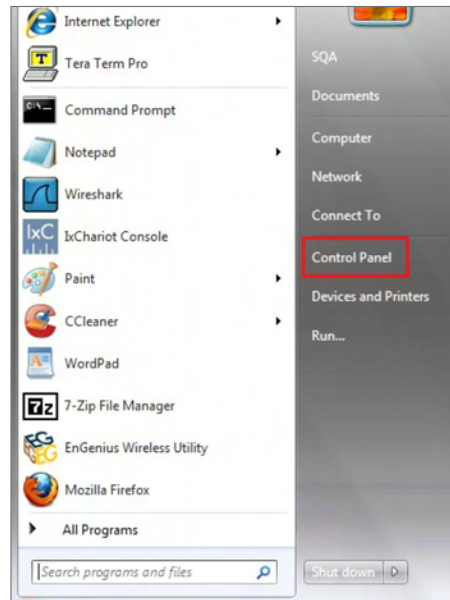 Internet Explorer
Tera Term Pro
Command Prompt
Notepad
Wireshark
IxChariot Console
Paint
CCleaner
WordPad
7-Zip File Manager
EnGenius Wireless Utility
Mozilla Firefox
All Programs
Search programs and files
SQA
Documents
Computer
Network
Connect To
Control Panel
Devices and Printers
Run...
Shut down